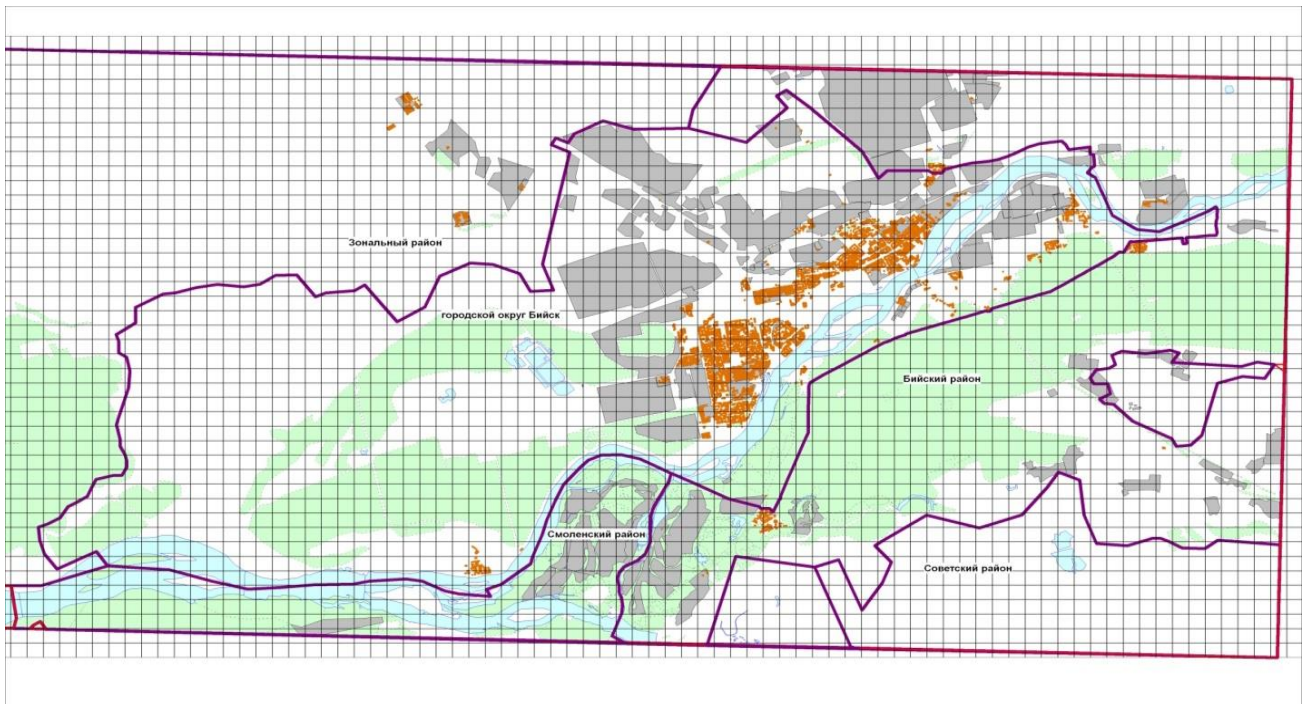 Зональный район
городской округ Бийск
Бийский район
Смоленский район
Советский район